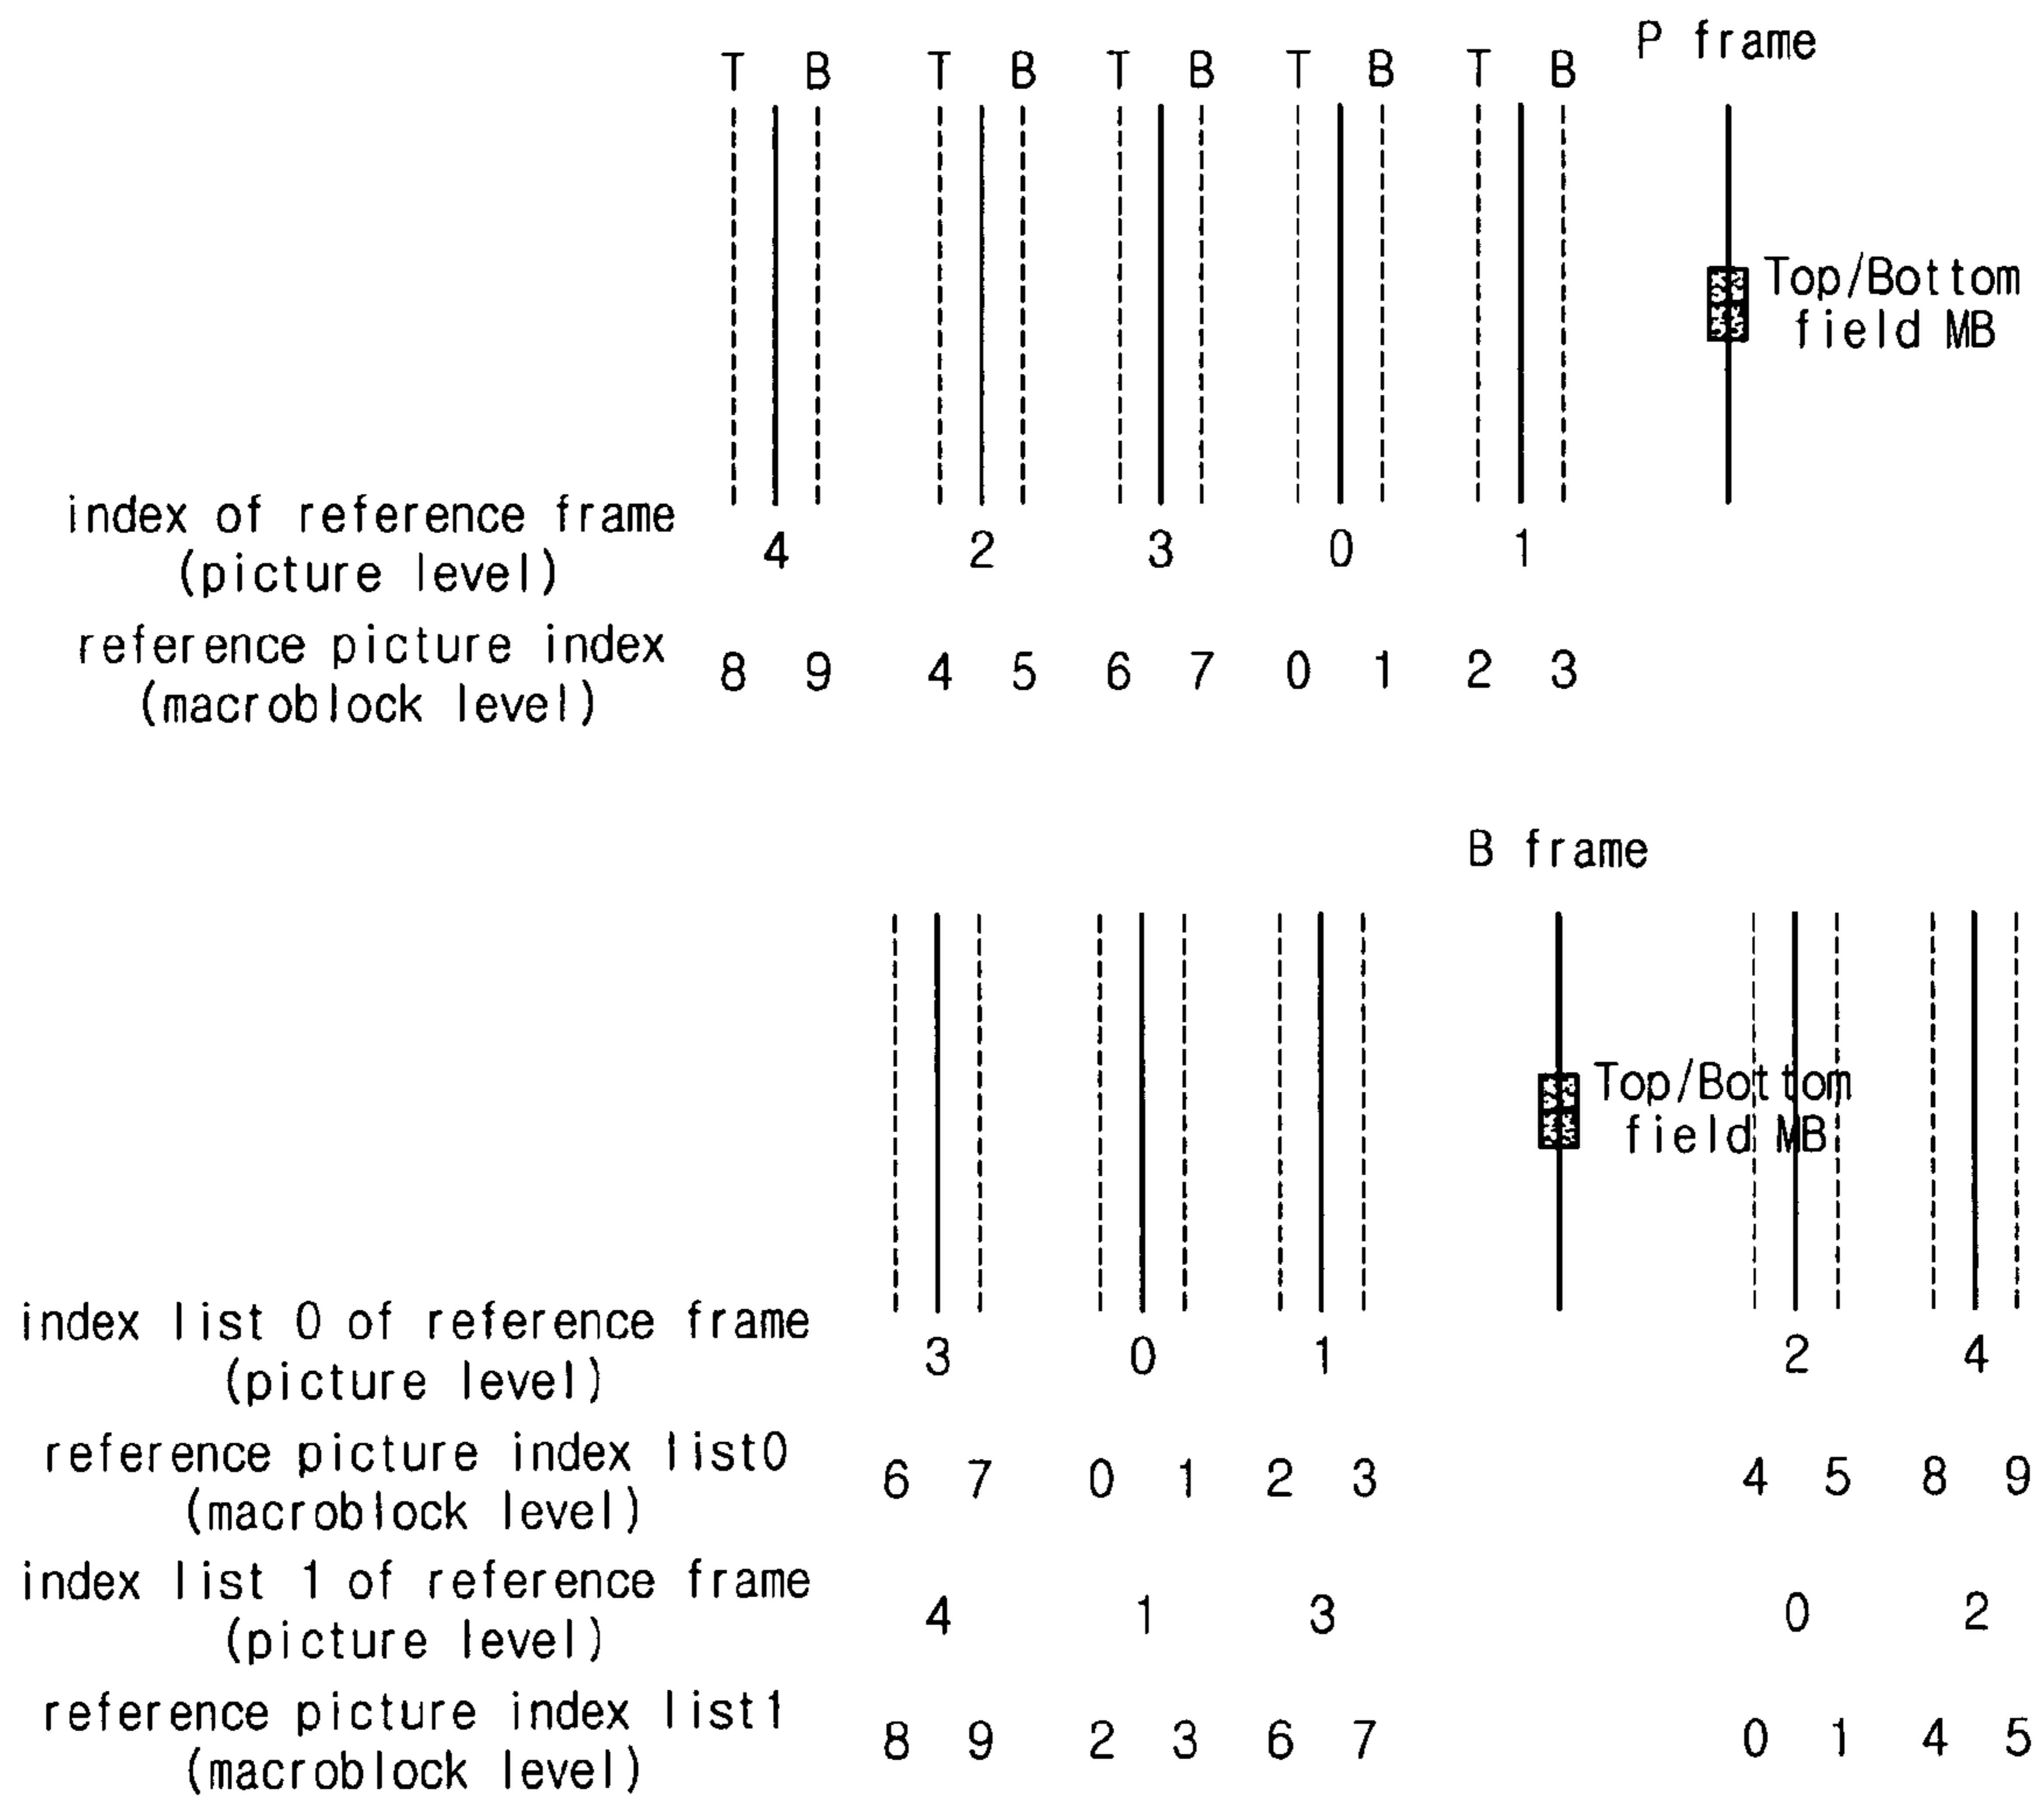 P frame
T B T B T B T B T B
Top/Bottom
field MB
index of reference frame
(picture level)
4 2 3 0 1
reference picture index
(macroblock level)
8 9 4 5 6 7 0 1 2 3
B frame
Top/Bottom
field MB
index list 0 of reference frame
(picture level)
3 0 1 2 4
reference picture index list0
(macroblock level)
6 7 0 1 2 3 4 5 8 9
index list 1 of reference frame
(picture level)
4 1 3 0 2
reference picture index list1
(macroblock level)
8 9 2 3 6 7 0 1 4 5